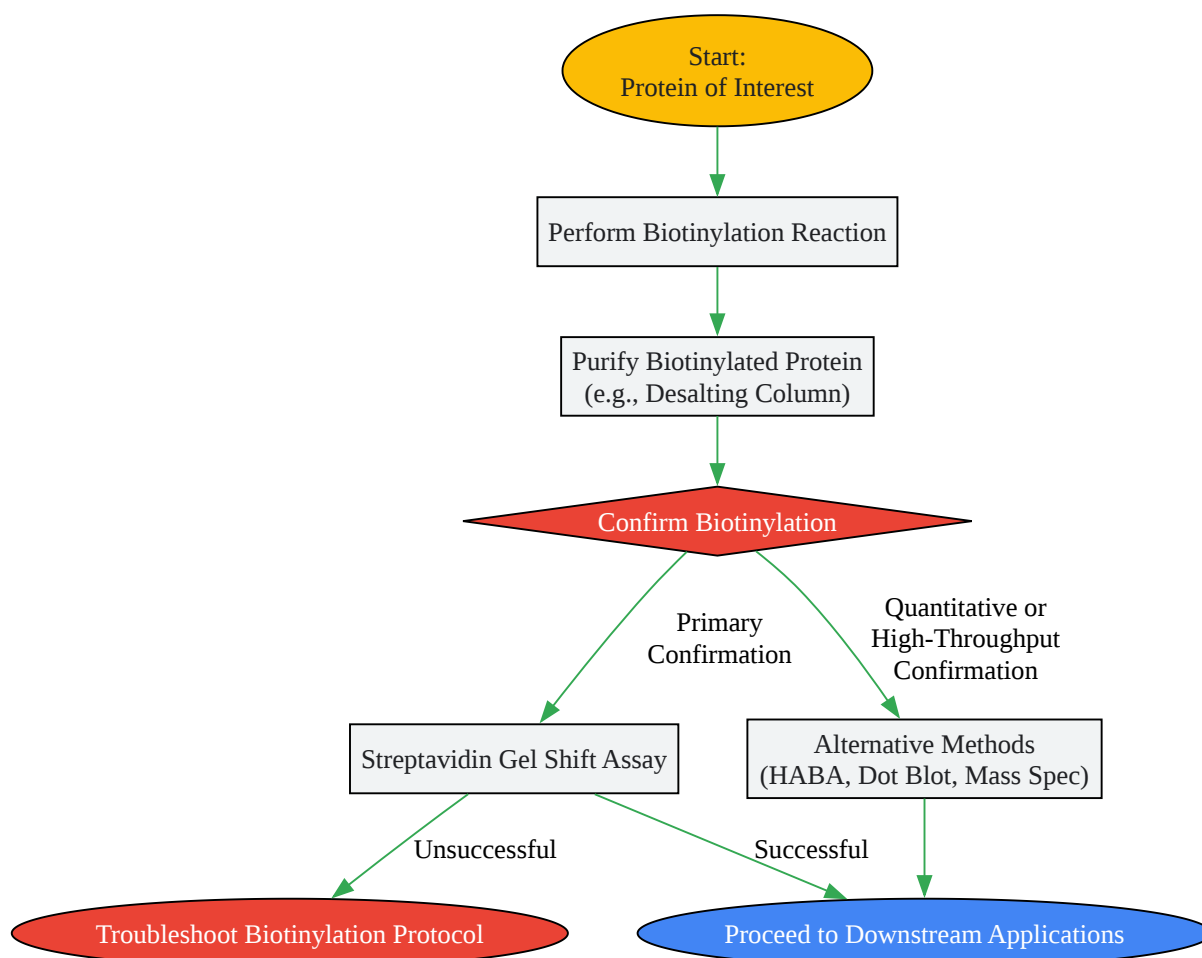 Start:
Protein of Interest
Perform Biotinylation Reaction
Purify Biotinylated Protein
(e.g., Desalting Column)
Confirm Biotinylation
Primary
Confirmation
Quantitative or
High-Throughput
Confirmation
Streptavidin Gel Shift Assay
Alternative Methods
(HABA, Dot Blot, Mass Spec)
Unsuccessful
Successful
Troubleshoot Biotinylation Protocol
Proceed to Downstream Applications